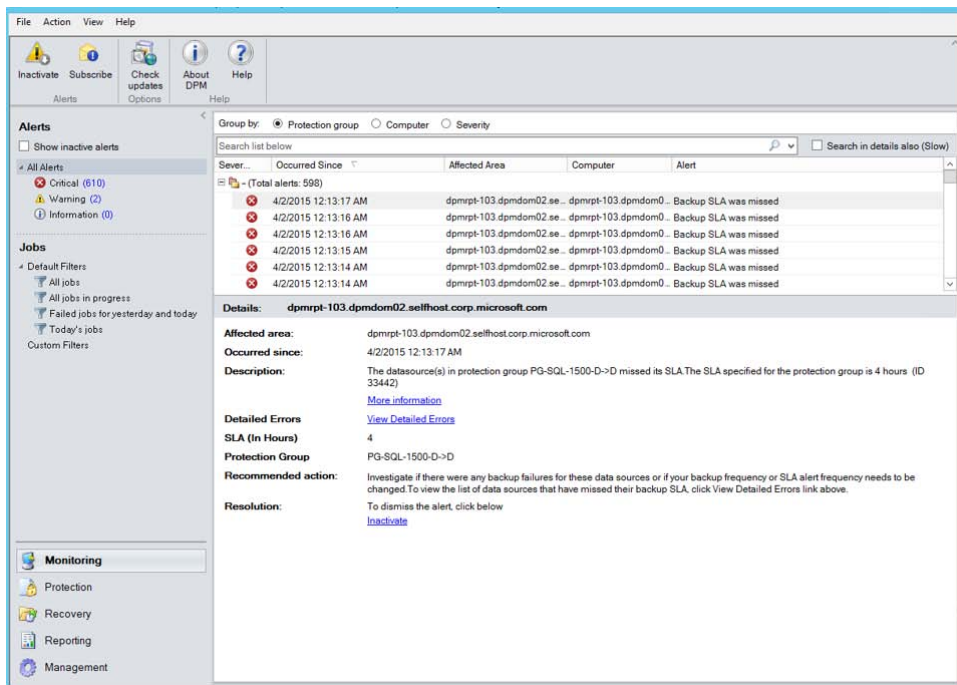 File Action View Help
Inactivate Subscribe Check updates About DPM Help
Alerts Options Help
Alerts
Show inactive alerts
All Alerts
Critical (610)
Warning (2)
Information (0)
Jobs
Default Filters
All jobs
All jobs in progress
Failed jobs for yesterday and today
Today's jobs
Custom Filters
Monitoring
Protection
Recovery
Reporting
Management
Group by: Protection group Computer Severity
Search list below Search in details also (Slow)
Sever... Occurred Since Affected Area Computer Alert
- (Total alerts: 598)
4/2/2015 12:13:17 AM dpmrpt-103.dpmdom02.se... dpmrpt-103.dpmdom0... Backup SLA was missed
4/2/2015 12:13:16 AM dpmrpt-103.dpmdom02.se... dpmrpt-103.dpmdom0... Backup SLA was missed
4/2/2015 12:13:16 AM dpmrpt-103.dpmdom02.se... dpmrpt-103.dpmdom0... Backup SLA was missed
4/2/2015 12:13:15 AM dpmrpt-103.dpmdom02.se... dpmrpt-103.dpmdom0... Backup SLA was missed
4/2/2015 12:13:14 AM dpmrpt-103.dpmdom02.se... dpmrpt-103.dpmdom0... Backup SLA was missed
4/2/2015 12:13:14 AM dpmrpt-103.dpmdom02.se... dpmrpt-103.dpmdom0... Backup SLA was missed
Details: dpmrpt-103.dpmdom02.selfhost.corp.microsoft.com
Affected area: dpmrpt-103.dpmdom02.selfhost.corp.microsoft.com
Occurred since: 4/2/2015 12:13:17 AM
Description: The datasource(s) in protection group PG-SQL-1500-D->D missed its SLA.The SLA specified for the protection group is 4 hours (ID
33442)
More information
Detailed Errors View Detailed Errors
SLA (In Hours) 4
Protection Group PG-SQL-1500-D->D
Recommended action: Investigate if there were any backup failures for these data sources or if your backup frequency or SLA alert frequency needs to be
changed.To view the list of data sources that have missed their backup SLA, click View Detailed Errors link above.
Resolution: To dismiss the alert, click below
Inactivate